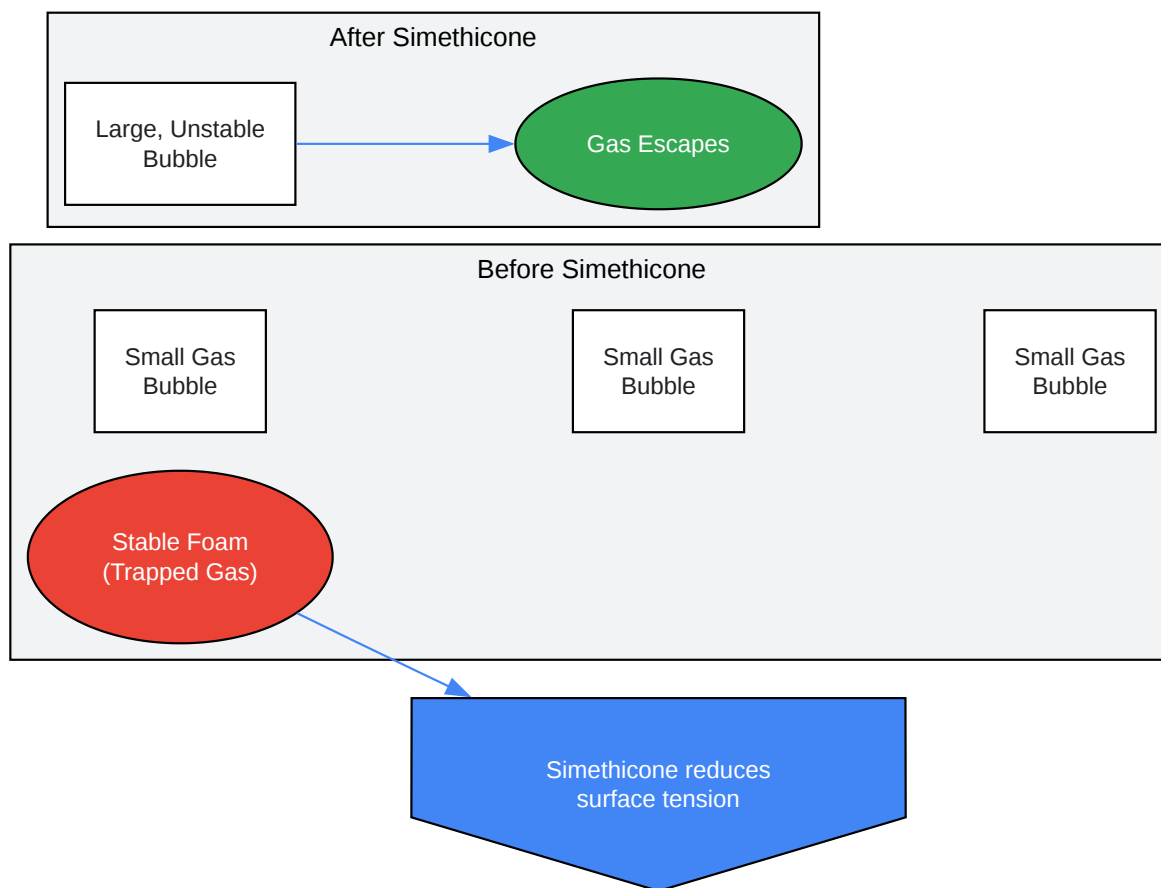 After Simethicone
Large, Unstable
Bubble
Gas Escapes
Before Simethicone
Small Gas
Bubble
Small Gas
Bubble
Small Gas
Bubble
Stable Foam
(Trapped Gas)
Simethicone reduces
surface tension